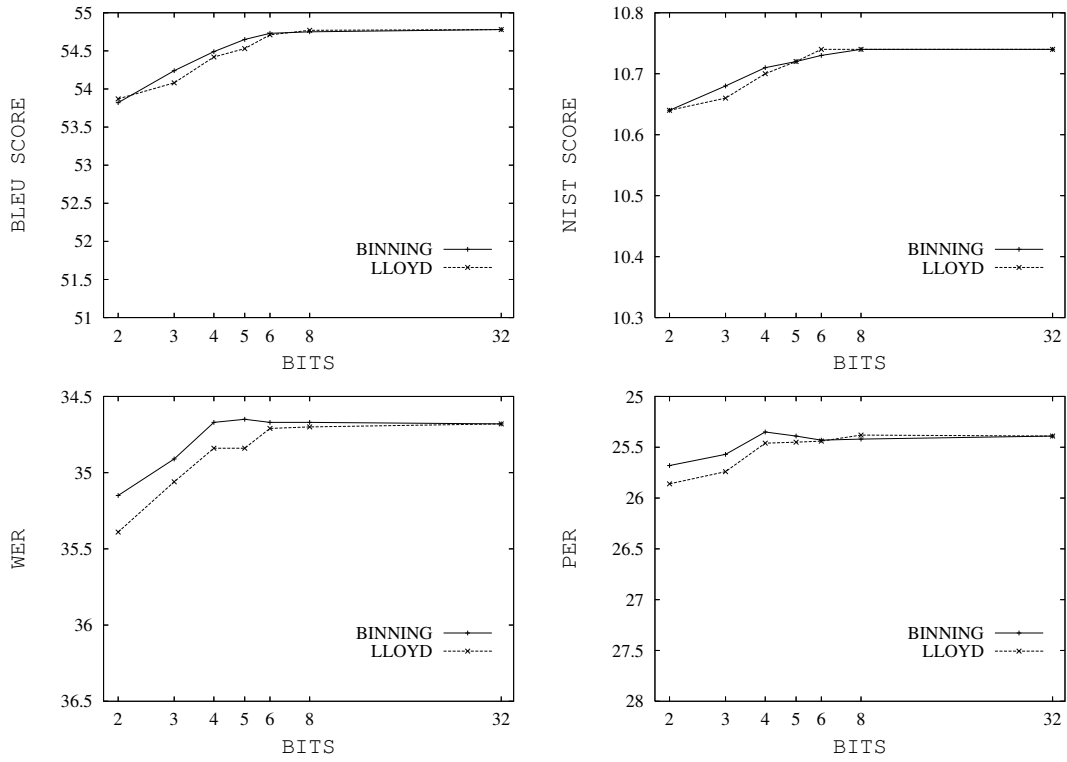 55
54.5
54
53.5
53
52.5
52
51.5
51
BLEU SCORE
BINNING
LLOYD
2 3 4 5 6 8 32
BITS
10.8
10.7
10.6
10.5
10.4
10.3
NIST SCORE
BINNING
LLOYD
2 3 4 5 6 8 32
BITS
34.5
35
35.5
36
36.5
WER
BINNING
LLOYD
2 3 4 5 6 8 32
BITS
25
25.5
26
26.5
27
27.5
28
PER
BINNING
LLOYD
2 3 4 5 6 8 32
BITS